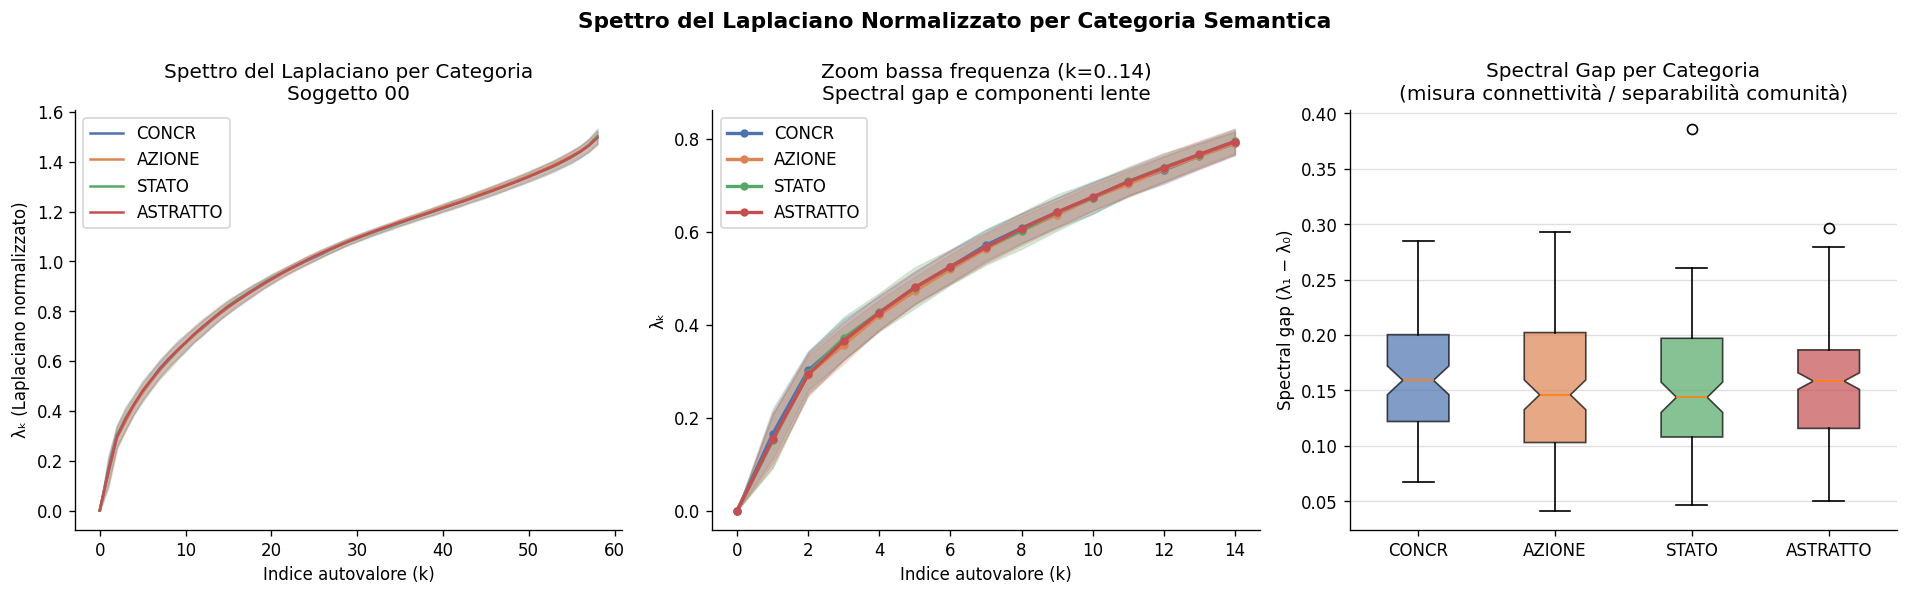 Spettro del Laplaciano Normalizzato per Categoria Semantica
Spettro del Laplaciano per Categoria
Soggetto 00
λₖ (Laplaciano normalizzato)
1.6
1.4
1.2
1.0
0.8
0.6
0.4
0.2
0.0
CONCR
AZIONE
STATO
ASTRATTO
0 10 20 30 40 50 60
Indice autovalore (k)
Zoom bassa frequenza (k=0..14)
Spectral gap e componenti lente
λₖ
0.8
0.6
0.4
0.2
0.0
CONCR
AZIONE
STATO
ASTRATTO
0 2 4 6 8 10 12 14
Indice autovalore (k)
Spectral Gap per Categoria
(misura connettività / separabilità comunità)
Spectral gap (λ₁ − λ₀)
0.40
0.35
0.30
0.25
0.20
0.15
0.10
0.05
CONCR AZIONE STATO ASTRATTO